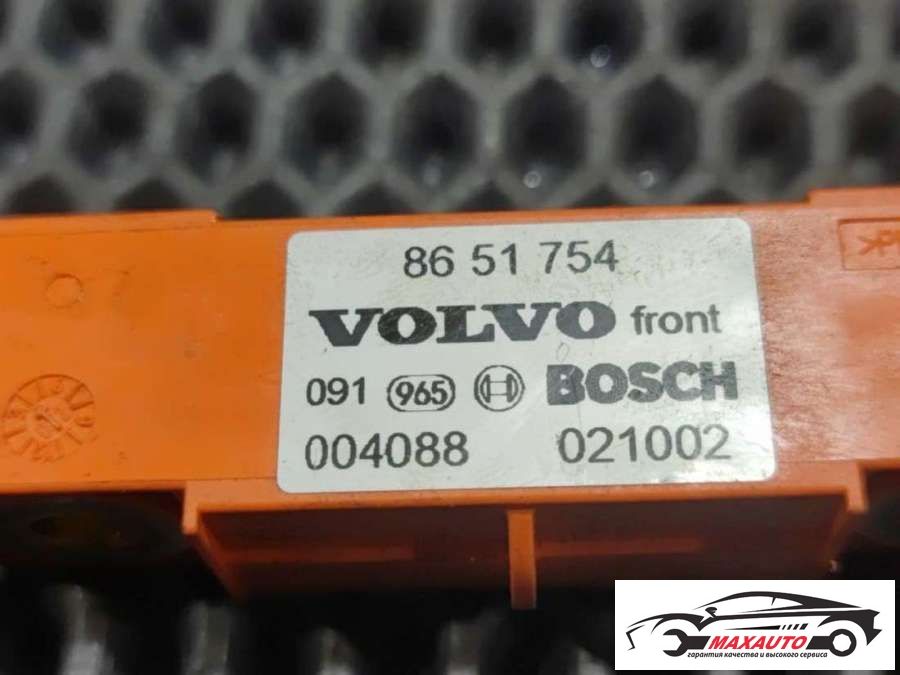 86 51 754
VOLVO front
091 965 BOSCH
004088 021002
MAXAUTO
гарантия качества и высокого сервиса